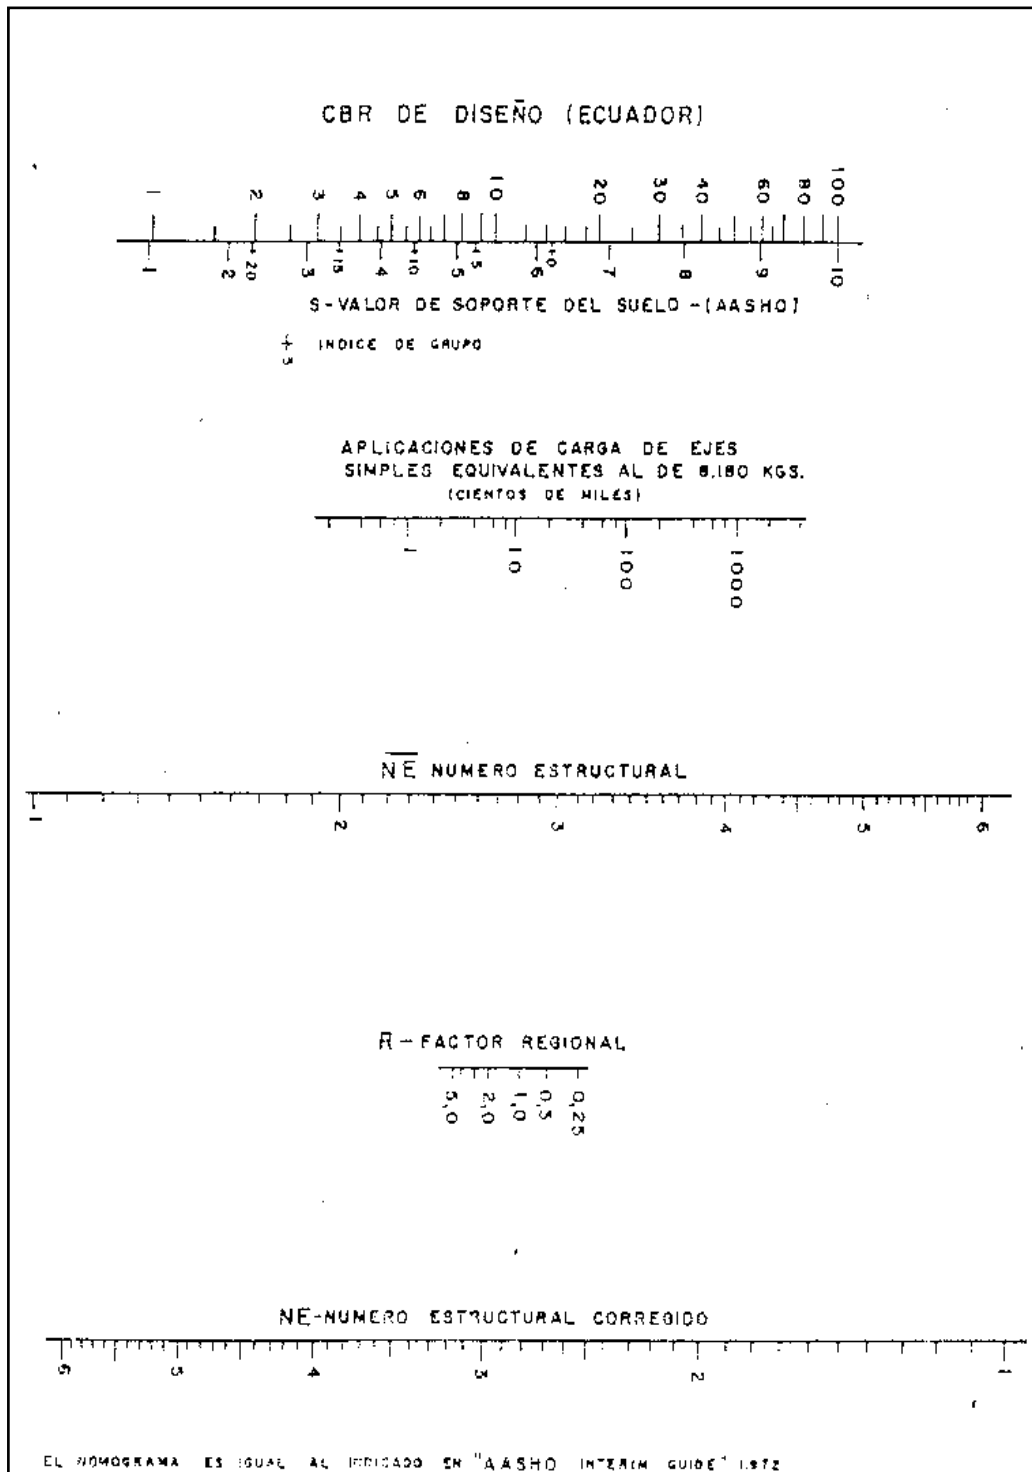 CBR DE DISEÑO (ECUADOR)
1 2 3 4 5 6 8 10 20 30 40 60 80 100
1 2 +20 3 +15 4 +10 5 +5 6 +0 7 8 9 10
S-VALOR DE SOPORTE DEL SUELO-(AASHO)
+5 INDICE DE GRUPO
APLICACIONES DE CARGA DE EJES
SIMPLES EQUIVALENTES AL DE 8.180 KGS.
(CIENTOS DE MILES)
1 10 100 1000
NE NUMERO ESTRUCTURAL
1 2 3 4 5 6
R-FACTOR REGIONAL
5,0 2,0 1,0 0,5 0,25
NE-NUMERO ESTRUCTURAL CORREGIDO
6 5 4 3 2 1
EL NOMOGRAMA ES IGUAL AL INDICADO EN "AASHO INTERIM GUIDE" 1.972